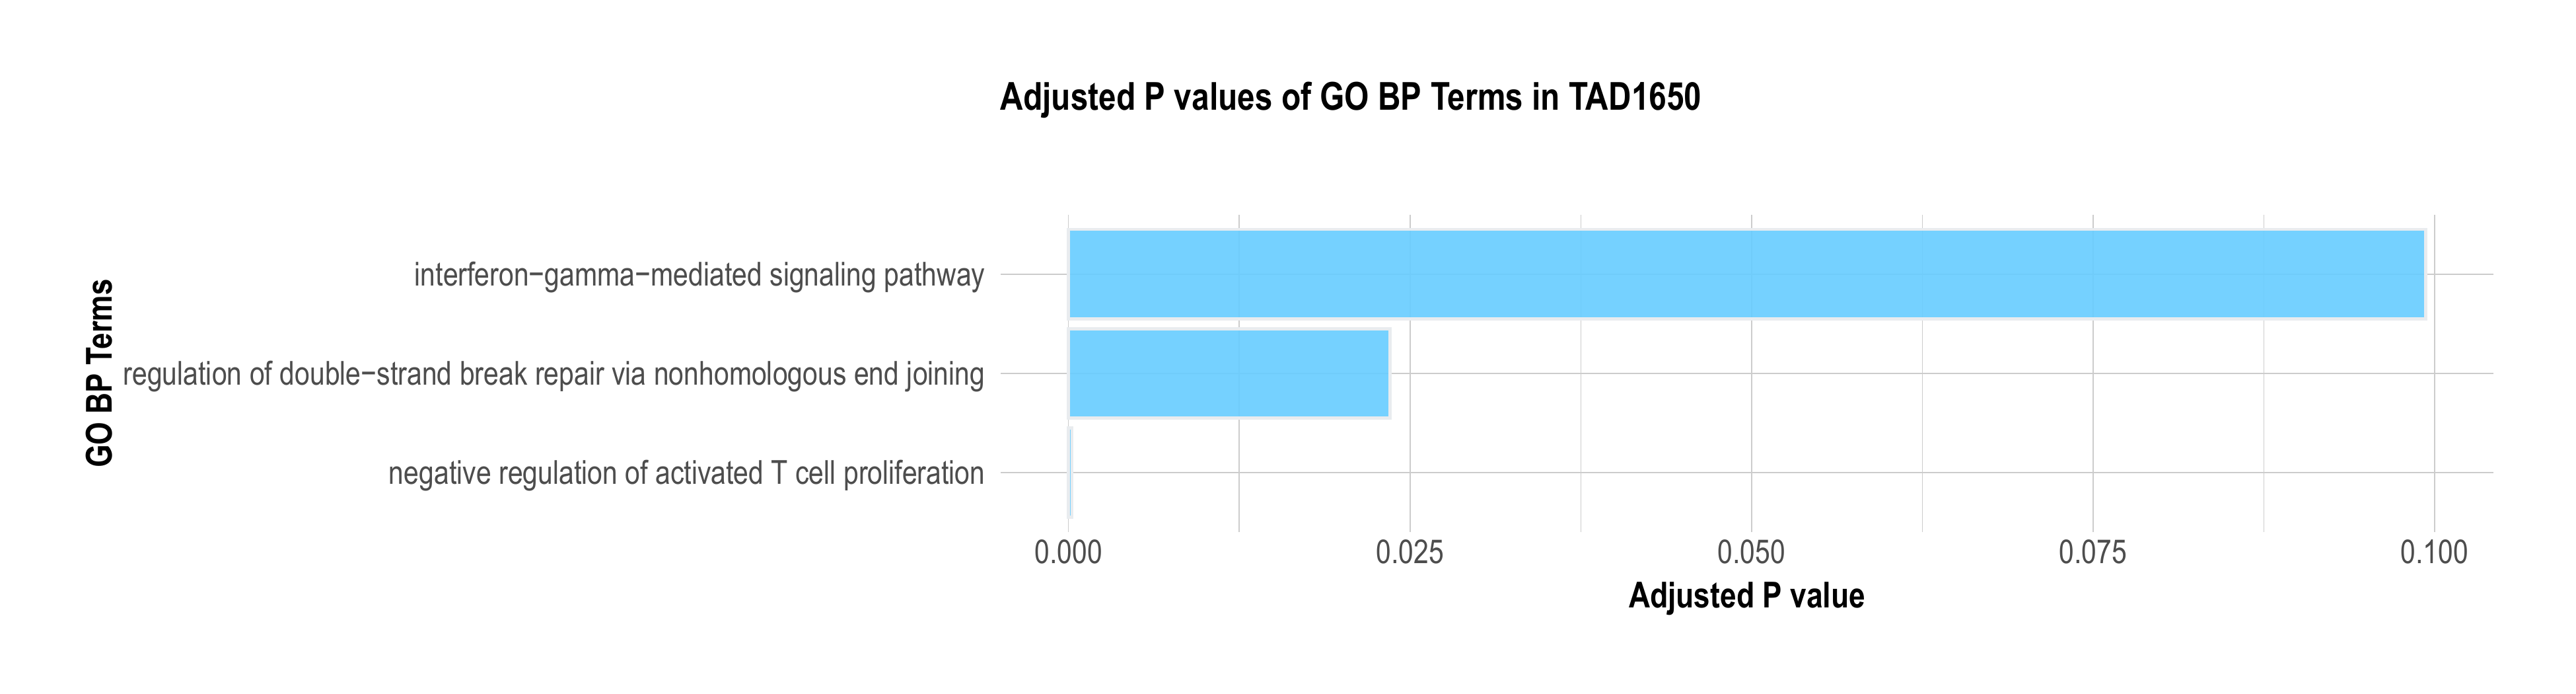 Adjusted P values of GO BP Terms in TAD1650
GO BP Terms
interferon−gamma−mediated signaling pathway
regulation of double−strand break repair via nonhomologous end joining
negative regulation of activated T cell proliferation
0.000 0.025 0.050 0.075 0.100
Adjusted P value